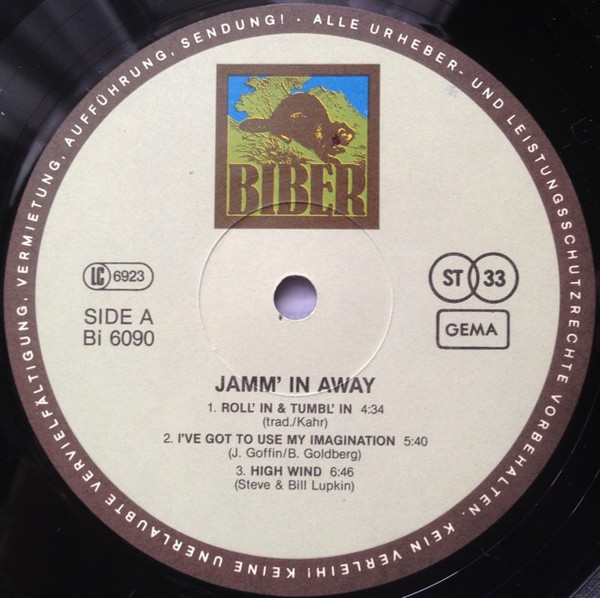 ALLE URHEBER- UND LEISTUNGSSCHUTZRECHTE VORBEHALTEN. KEIN VERLEIH! KEINE UNERLAUBTE VERVIELFÄLTIGUNG, VERMIETUNG, AUFFÜHRUNG, SENDUNG! ·
BIBER
LC 6923
ST 33
SIDE A
Bi 6090
GEMA
JAMM' IN AWAY
1. ROLL' IN & TUMBL' IN 4:34
(trad./Kahr)
2. I'VE GOT TO USE MY IMAGINATION 5:40
(J. Goffin/B. Goldberg)
3. HIGH WIND 6:46
(Steve & Bill Lupkin)